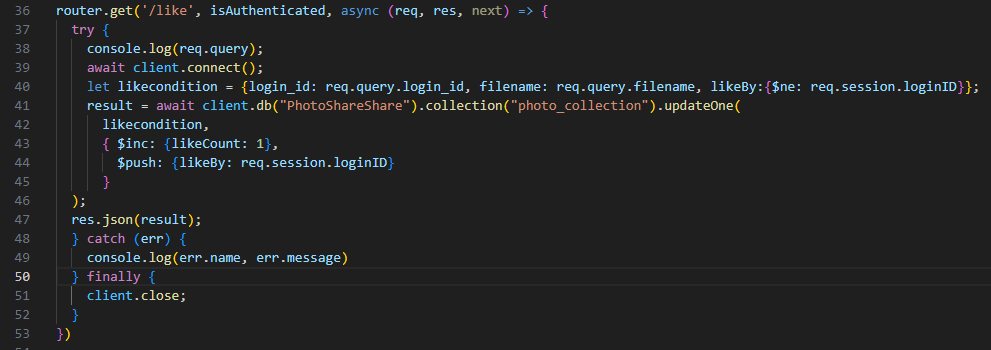 36 router.get('/like', isAuthenticated, async (req, res, next) => {
37   try {
38     console.log(req.query);
39     await client.connect();
40     let likecondition = {login_id: req.query.login_id, filename: req.query.filename, likeBy:{$ne: req.session.loginID}};
41     result = await client.db("PhotoShareShare").collection("photo_collection").updateOne(
42       likecondition,
43       { $inc: {likeCount: 1},
44         $push: {likeBy: req.session.loginID}
45       }
46   );
47   res.json(result);
48   } catch (err) {
49     console.log(err.name, err.message)
50   } finally {
51     client.close;
52   }
53 })